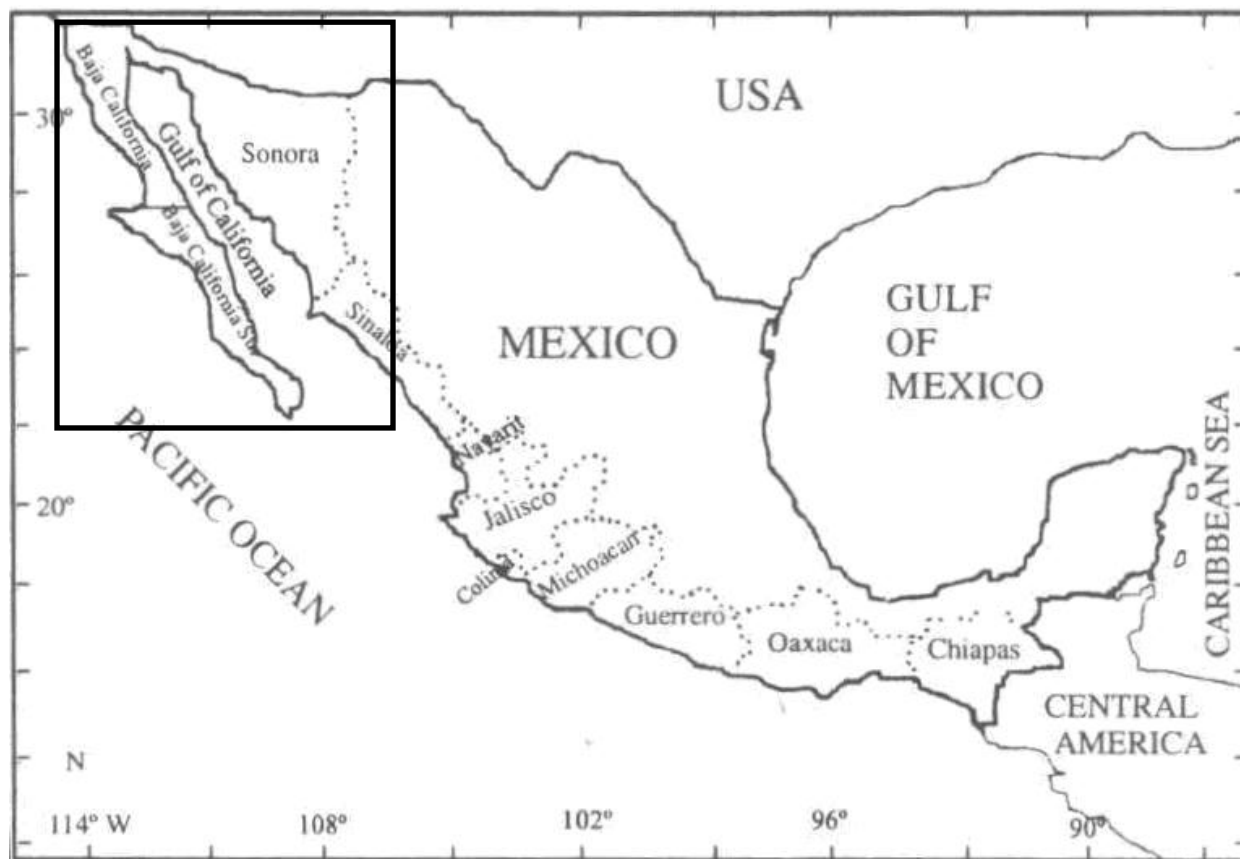 USA
30°
Baja California
Gulf of California
Sonora
Baja California Su
Sinaloa
MEXICO
GULF
OF
MEXICO
PACIFIC OCEAN
Nayarit
20°
Jalisco
CARIBBEAN SEA
Colima
Michoacan
Guerrero
Oaxaca
Chiapas
CENTRAL
AMERICA
N
114° W
108°
102°
96°
90°